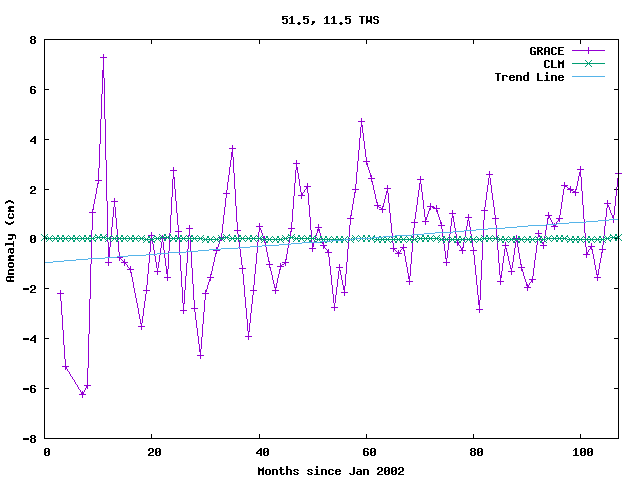 51.5, 11.5 TWS
GRACE
CLM
Trend Line
8
6
4
2
0
-2
-4
-6
-8
Anomaly (cm)
0 20 40 60 80 100
Months since Jan 2002